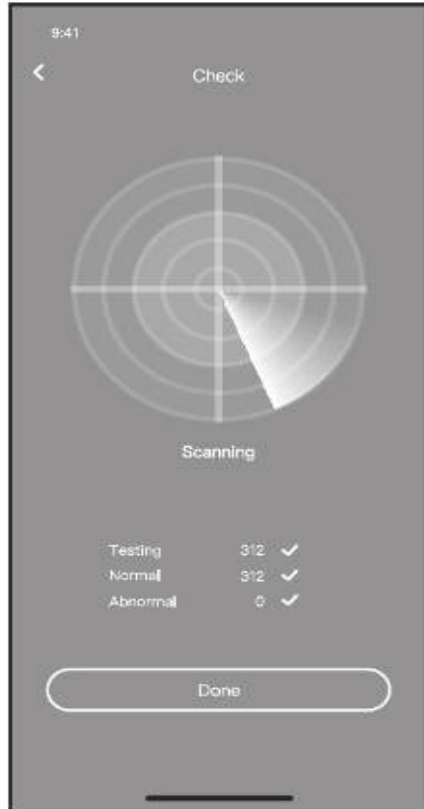 9:41
Check
Scanning
Testing 312
Normal 312
Abnormal 0
Done